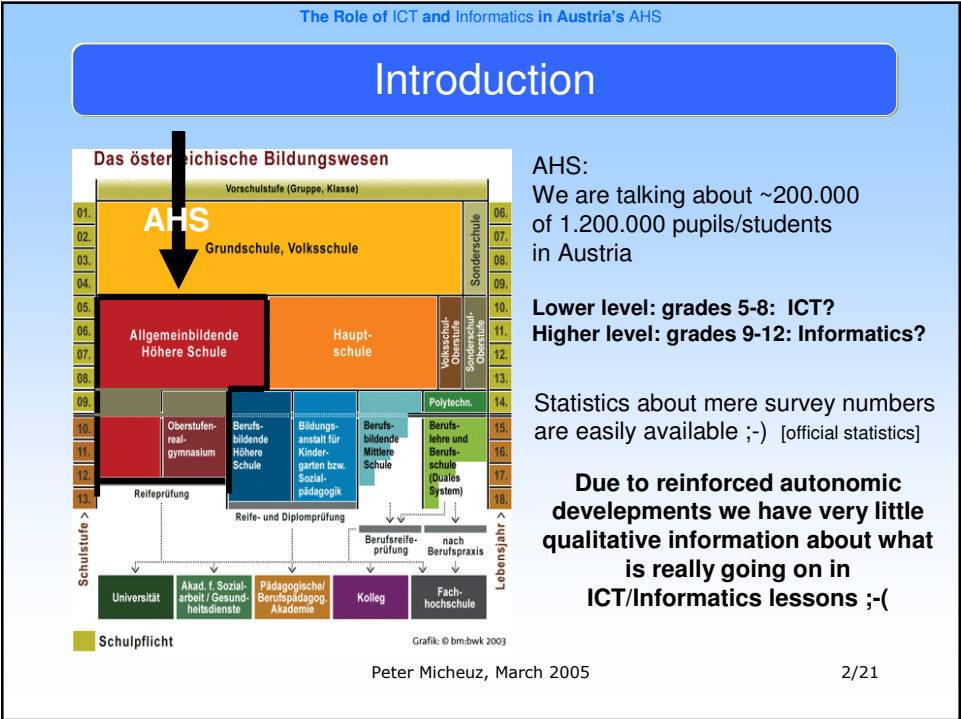 The Role of ICT and Informatics in Austria's AHS
Introduction
Das österreichische Bildungswesen
Vorschulstufe (Gruppe, Klasse)
AHS
Grundschule, Volksschule
Sonderschule
01.
02.
03.
04.
05.
06.
07.
08.
09.
10.
11.
12.
13.
06.
07.
08.
09.
10.
11.
12.
13.
14.
15.
16.
17.
18.
Allgemeinbildende
Höhere Schule
Haupt-
schule
Volksschul-
Oberstufe
Sonderschul-
Oberstufe
Polytechn.
Oberstufen-
real-
gymnasium
Berufs-
bildende
Höhere
Schule
Bildungs-
anstalt für
Kinder-
garten bzw.
Sozial-
pädagogik
Berufs-
bildende
Mittlere
Schule
Berufs-
lehre und
Berufs-
schule
(Duales
System)
Reifeprüfung
Reife- und Diplomprüfung
Berufsreife-
prüfung
nach
Berufspraxis
Schulstufe >
Lebensjahr >
Universität
Akad. f. Sozial-
arbeit / Gesund-
heitsdienste
Pädagogische/
Berufspädagog.
Akademie
Kolleg
Fach-
hochschule
Schulpflicht
Grafik: © bm:bwk 2003
AHS:
We are talking about ~200.000
of 1.200.000 pupils/students
in Austria
Lower level: grades 5-8: ICT?
Higher level: grades 9-12: Informatics?
Statistics about mere survey numbers
are easily available ;-) [official statistics]
Due to reinforced autonomic
develepments we have very little
qualitative information about what
is really going on in
ICT/Informatics lessons ;-(
Peter Micheuz, March 2005
2/21